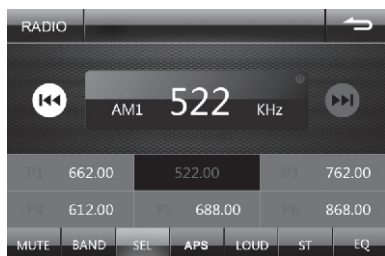 RADIO
AM1 522 KHz
P1 662.00 522.00 P3 762.00
P4 612.00 P5 688.00 P6 868.00
MUTE BAND SEL APS LOUD ST EQ